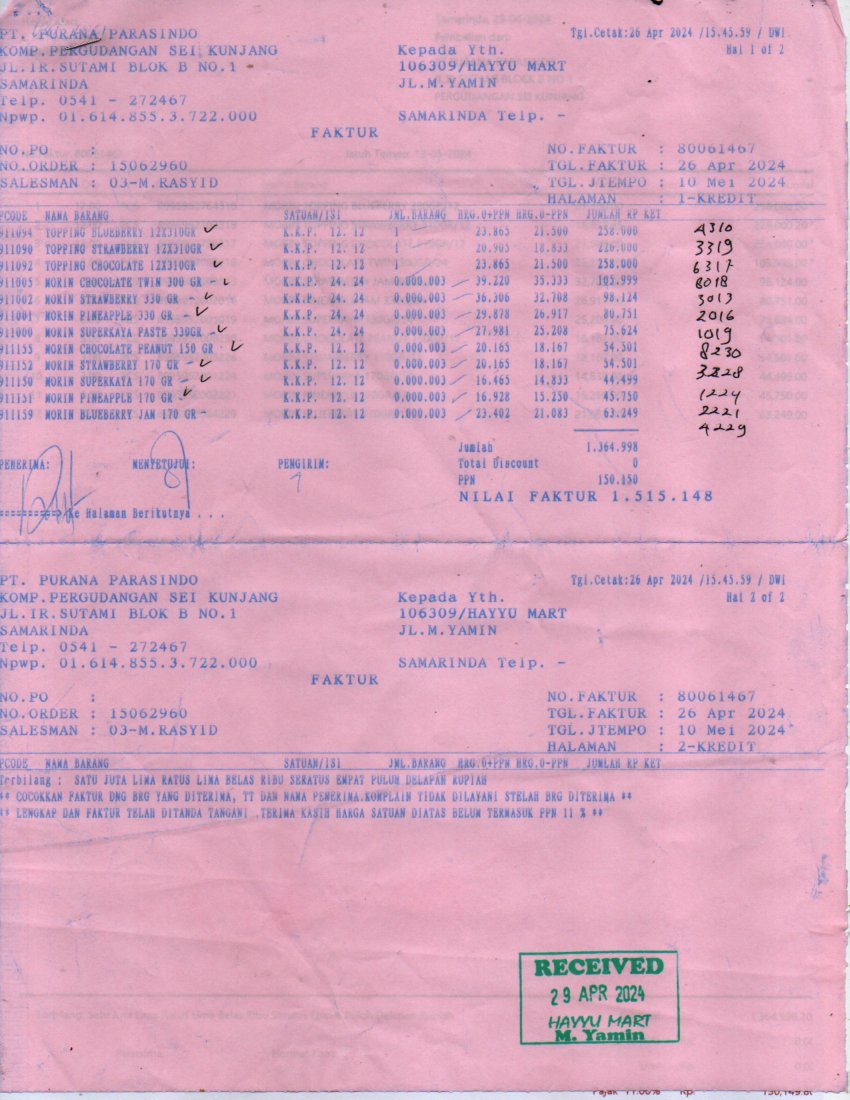 PT. PURANA PARASINDO Tgl.Cetak:26 Apr 2024 /15.45.59 / DWI
KOMP.PERGUDANGAN SEI KUNJANG Kepada Yth. Hal 1 of 2
JL.IR.SUTAMI BLOK B NO.1 106309/HAYYU MART
SAMARINDA JL.M.YAMIN
Telp. 0541 - 272467
Npwp. 01.614.855.3.722.000 SAMARINDA Telp. -
FAKTUR
NO.PO : NO.FAKTUR : 80061467
NO.ORDER : 15062960 TGL.FAKTUR : 26 Apr 2024
SALESMAN : 03-M.RASYID TGL.JTEMPO : 10 Mei 2024
HALAMAN : 1-KREDIT
PCODE NAMA BARANG SATUAN/ISI JML.BARANG HRG.0+PPN HRG.0-PPN JUMLAH RP KET
911094 TOPPING BLUEBERRY 12X310GR K.K.P. 12. 12 1 23.865 21.500 258.000 4310
911090 TOPPING STRAWBERRY 12X310GR K.K.P. 12. 12 1 20.905 18.833 226.000 3319
911092 TOPPING CHOCOLATE 12X310GR K.K.P. 12. 12 1 23.865 21.500 258.000 6317
911005 MORIN CHOCOLATE TWIN 300 GR - K.K.P. 24. 24 0.000.003 39.220 35.333 105.999 8018
911002 MORIN STRAWBERRY 330 GR - K.K.P. 24. 24 0.000.003 36.306 32.708 98.124 3013
911001 MORIN PINEAPPLE 330 GR - K.K.P. 24. 24 0.000.003 29.878 26.917 80.751 2016
911000 MORIN SUPERKAYA PASTE 330GR - K.K.P. 24. 24 0.000.003 27.981 25.208 75.624 1019
911155 MORIN CHOCOLATE PEANUT 150 GR - K.K.P. 12. 12 0.000.003 20.165 18.167 54.501 8230
911152 MORIN STRAWBERRY 170 GR - K.K.P. 12. 12 0.000.003 20.165 18.167 54.501 3228
911150 MORIN SUPERKAYA 170 GR - K.K.P. 12. 12 0.000.003 16.465 14.833 44.499 1224
911151 MORIN PINEAPPLE 170 GR K.K.P. 12. 12 0.000.003 16.928 15.250 45.750 2221
911159 MORIN BLUEBERRY JAM 170 GR - K.K.P. 12. 12 0.000.003 23.402 21.083 63.249 4229
Jumlah 1.364.998
PENERIMA: MENYETUJUI: PENGIRIM: Total Discount 0
PPN 150.150
NILAI FAKTUR 1.515.148
==========> Ke Halaman Berikutnya . . .
PT. PURANA PARASINDO Tgl.Cetak:26 Apr 2024 /15.45.59 / DWI
KOMP.PERGUDANGAN SEI KUNJANG Kepada Yth. Hal 2 of 2
JL.IR.SUTAMI BLOK B NO.1 106309/HAYYU MART
SAMARINDA JL.M.YAMIN
Telp. 0541 - 272467
Npwp. 01.614.855.3.722.000 SAMARINDA Telp. -
FAKTUR
NO.PO : NO.FAKTUR : 80061467
NO.ORDER : 15062960 TGL.FAKTUR : 26 Apr 2024
SALESMAN : 03-M.RASYID TGL.JTEMPO : 10 Mei 2024
HALAMAN : 2-KREDIT
PCODE NAMA BARANG SATUAN/ISI JML.BARANG HRG.0+PPN HRG.0-PPN JUMLAH RP KET
Terbilang : SATU JUTA LIMA RATUS LIMA BELAS RIBU SERATUS EMPAT PULUH DELAPAN RUPIAH
** COCOKKAN FAKTUR DNG BRG YANG DITERIMA, TT DAN NAMA PENERIMA.KOMPLAIN TIDAK DILAYANI STELAH BRG DITERIMA **
** LENGKAP DAN FAKTUR TELAH DITANDA TANGANI .TERIMA KASIH HARGA SATUAN DIATAS BELUM TERMASUK PPN 11 % **
RECEIVED
29 APR 2024
HAYYU MART
M. Yamin
Pajak 11.00% Rp.